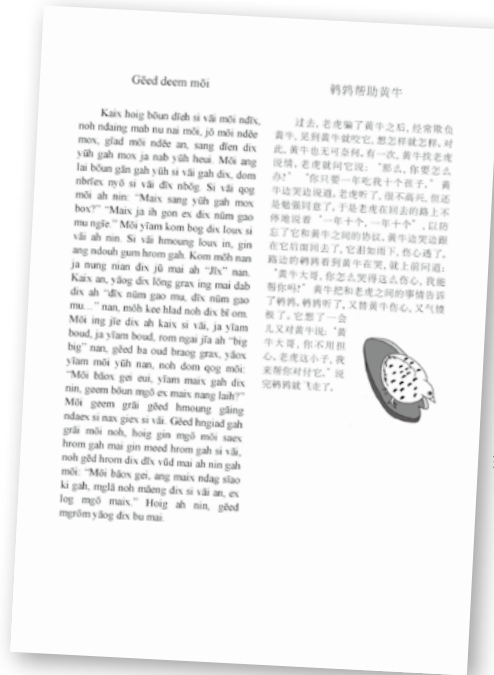 Gēed deem mōi
Kaix hoig bōun dīeh si vāi mōi ndīx,
noh ndaing mab nu nai mōi, jō mōi ndēe
mox, gīad mōi ndēe an, sang dīen dix
yūh gah mox ja nab yūh heui. Mōi ang
lai bōun gān gah yūh si vāi gah dix, dom
lai nbrīex nyō si vāi dīx nbōg. Si vāi qog
mōi ah nin: “Maix sang yūh gah mox
box?” “Maix ja ih gon ex dix nūm gao
mu ngīe.” Mōi yīam kom bog dix loux si
vāi ah nin. Si vāi hmoung loux in, gin
ang ndouh gum hrom gah. Kom mōh nan
ja nung nian dix jū mai ah “jīx” nan.
Kaix an, yāog dix lōng grax ing mai dab
dix ah “dīx nūm gao mu, dīx nūm gao
mu…” nan, mōh kee hlad noh dix bī om.
Mōi ing jīe dix ah kaix si vāi, ja yīam
boud, ja yīam boud, rom ngai jīa ah “big
big” nan, gēed ba oud braog grax, yāox
yīam mōi yūh nan, noh dom qog mōi:
“Mōi bāox gei eui, yīam maix gah dix
nin, geem bōun mgō ex maix nang laih?”
Mōi geem grāi gēed hmoung gāing
ndaex si nax giex si vāi. Gēed hngiad gah
grāi mōi noh, hoig gin mgō mōi saex
hrom gah mai gin meed hrom gah si vāi,
noh gēd hrom dix dīx vūd mai ah nin gah
mōi: “Mōi bāox gei, ang maix ndag sīao
ki gah, mglā noh māeng dix si vāi an, ex
log mgō maix.” Hoig ah nin, gēed
mgrōm yāog dix bu mai.
鹌鹑帮助黄牛
过去，老虎骗了黄牛之后，经常欺负
黄牛，见到黄牛就咬它，想怎样就怎样。对
此，黄牛也无可奈何。有一次，黄牛找老虎
说情，老虎就问它说：“那么，你要怎么
办？” “你只要一年吃我十个孩子。” 黄
牛边哭边说道。老虎听了，很不高兴，但还
是勉强同意了。于是老虎在回去的路上不
停地说着“一年十个，一年十个”，以防
忘了它和黄牛之间的协议，黄牛边哭边跟
在它后面回去了，它泪如雨下，伤心透了，
路边的鹌鹑看到黄牛在哭，就上前问道：
“黄牛大哥，你怎么哭得这么伤心，我能
帮你吗？” 黄牛把和老虎之间的事情告诉
了鹌鹑，鹌鹑听了，又替黄牛伤心，又气愤
极了，它想了一会
儿又对黄牛说：“黄
牛大哥，你不用担
心，老虎这小子，我
来帮你对付它。”说
完鹌鹑就飞走了。